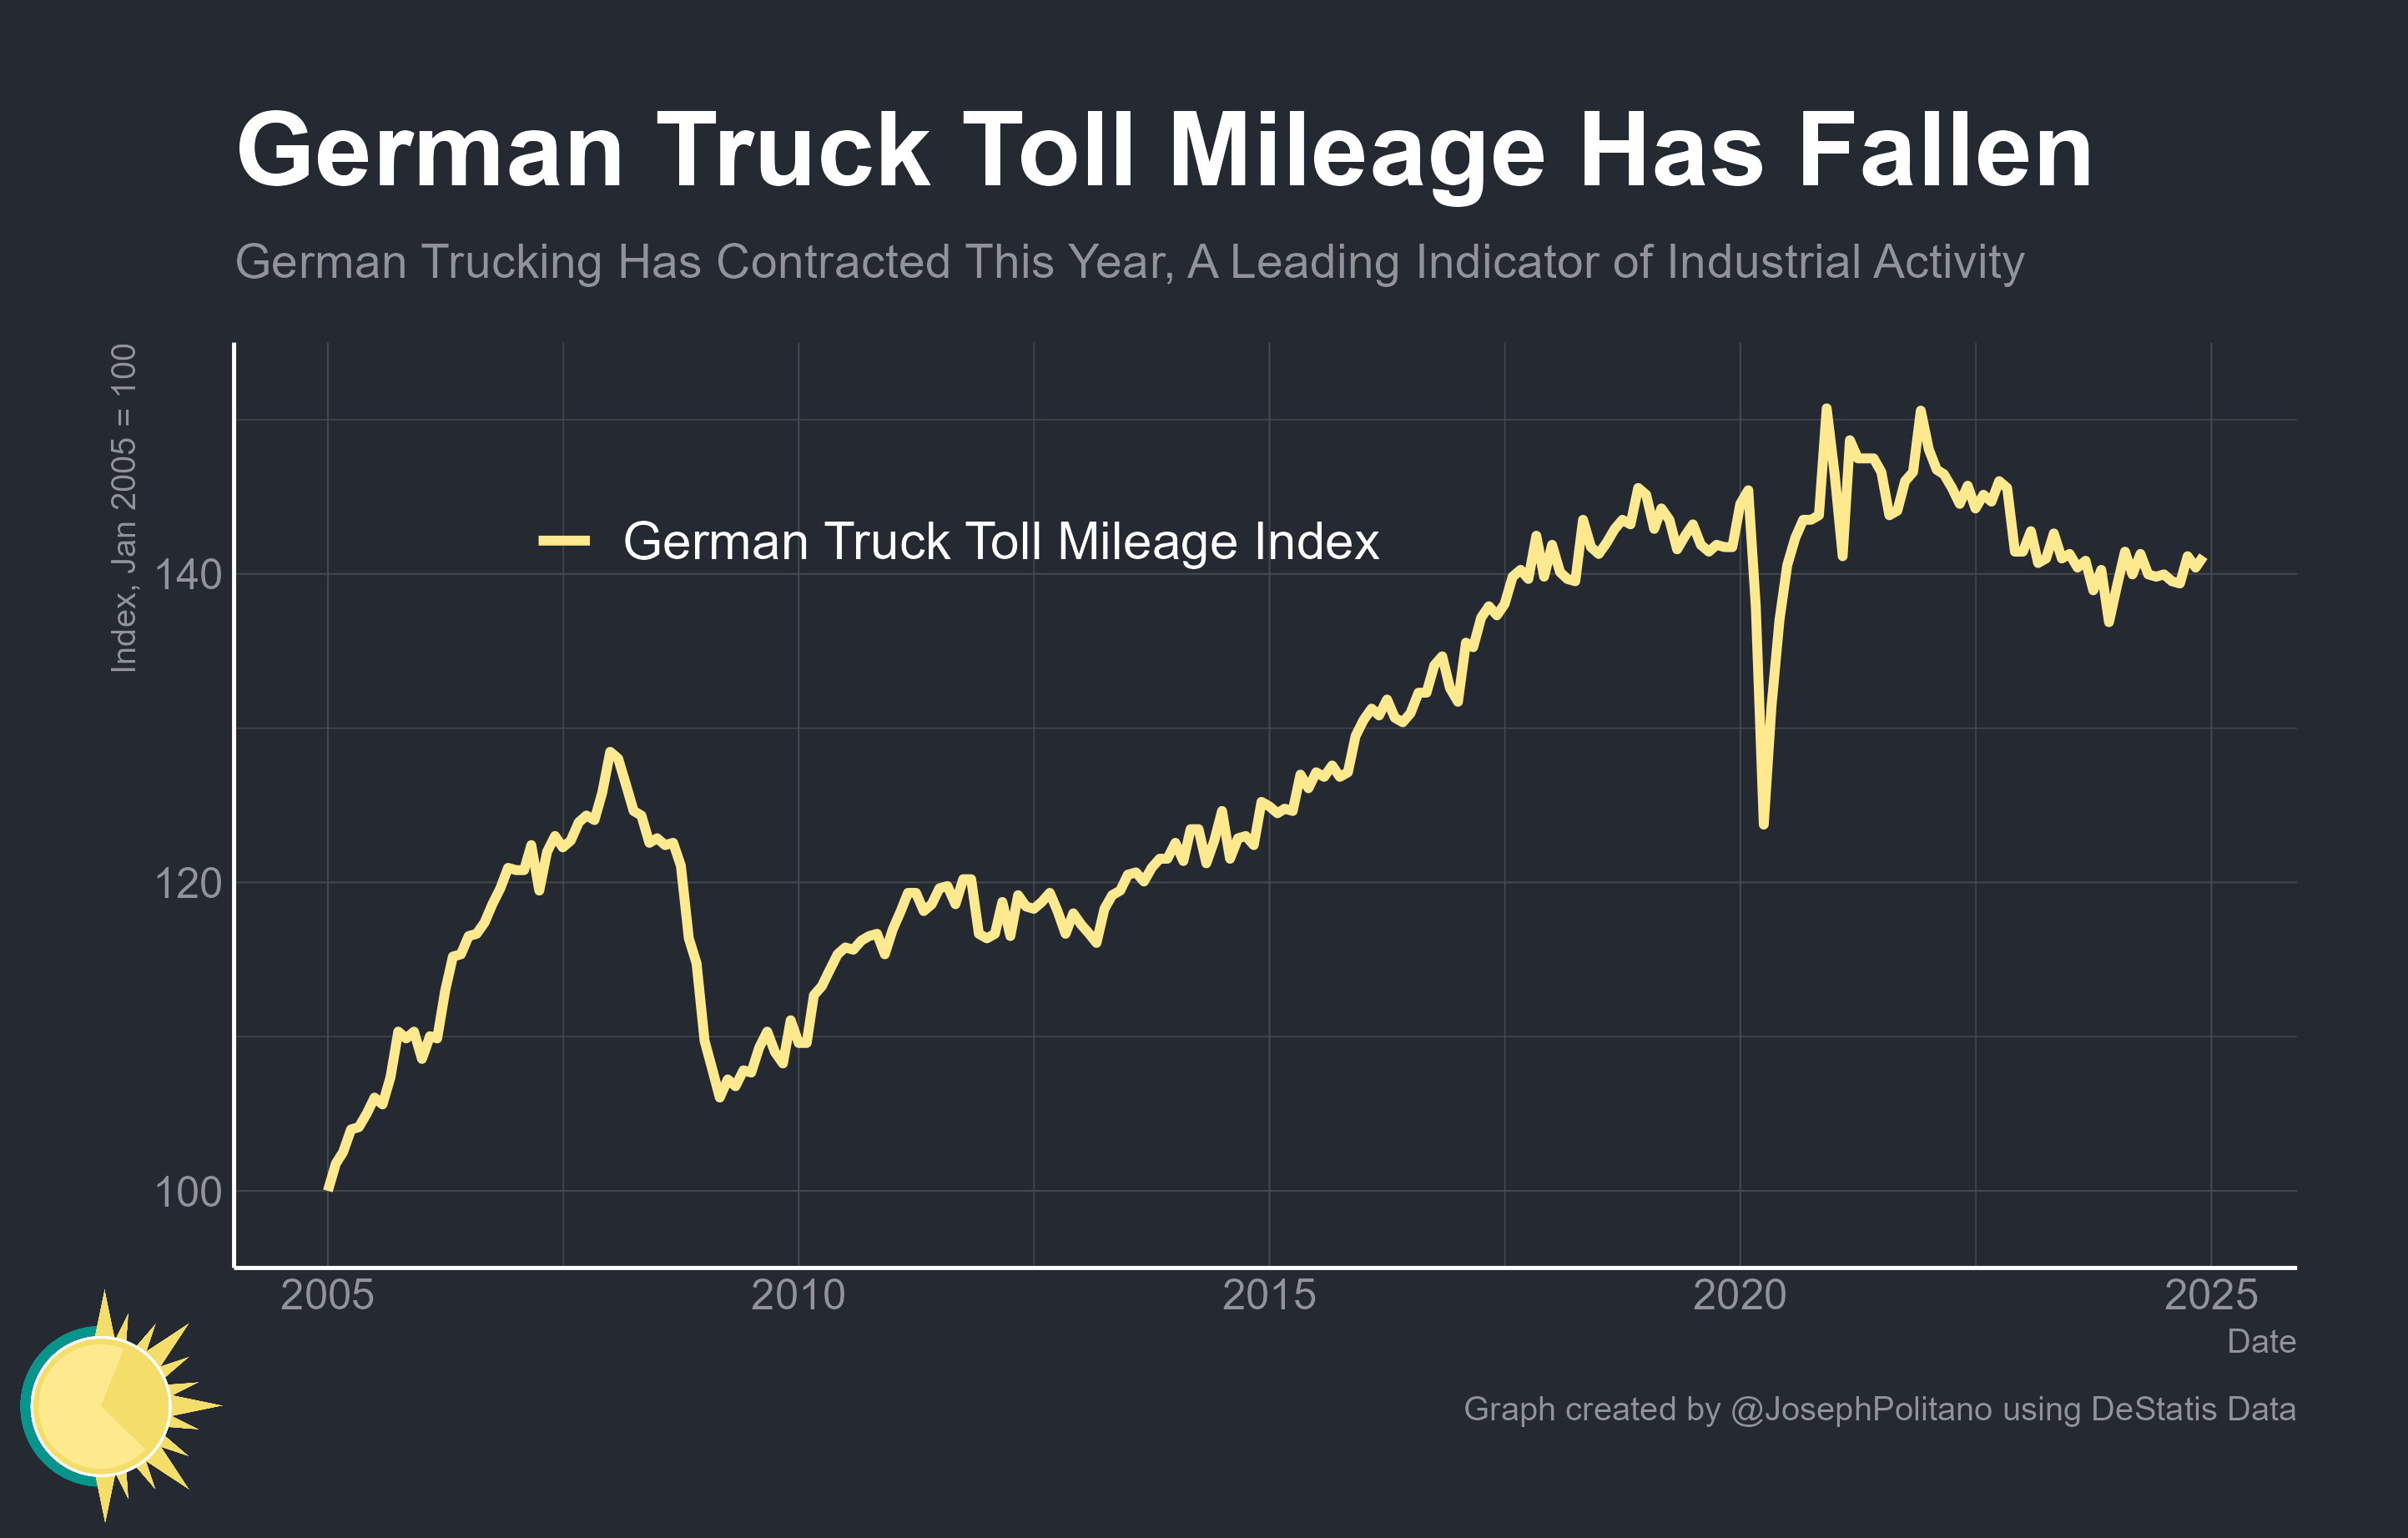 German Truck Toll Mileage Has Fallen
German Trucking Has Contracted This Year, A Leading Indicator of Industrial Activity
Index, Jan 2005 = 100
German Truck Toll Mileage Index
140
120
100
2005 2010 2015 2020 2025
Date
Graph created by @JosephPolitano using DeStatis Data